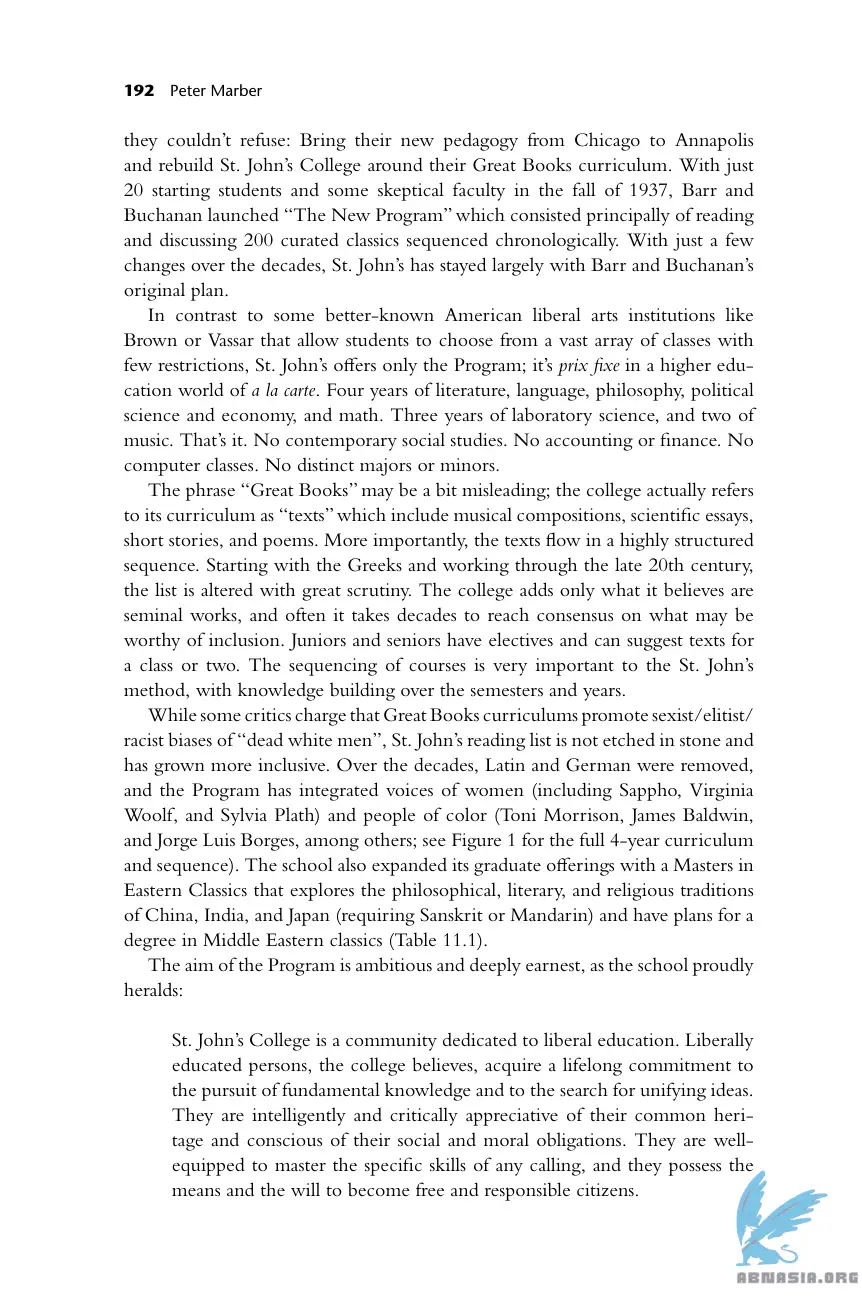 192 Peter Marber
they couldn’t refuse: Bring their new pedagogy from Chicago to Annapolis
and rebuild St. John’s College around their Great Books curriculum. With just
20 starting students and some skeptical faculty in the fall of 1937, Barr and
Buchanan launched “The New Program” which consisted principally of reading
and discussing 200 curated classics sequenced chronologically. With just a few
changes over the decades, St. John’s has stayed largely with Barr and Buchanan’s
original plan.
In contrast to some better-known American liberal arts institutions like
Brown or Vassar that allow students to choose from a vast array of classes with
few restrictions, St. John’s offers only the Program; it’s prix fixe in a higher edu-
cation world of a la carte. Four years of literature, language, philosophy, political
science and economy, and math. Three years of laboratory science, and two of
music. That’s it. No contemporary social studies. No accounting or finance. No
computer classes. No distinct majors or minors.
The phrase “Great Books” may be a bit misleading; the college actually refers
to its curriculum as “texts” which include musical compositions, scientific essays,
short stories, and poems. More importantly, the texts flow in a highly structured
sequence. Starting with the Greeks and working through the late 20th century,
the list is altered with great scrutiny. The college adds only what it believes are
seminal works, and often it takes decades to reach consensus on what may be
worthy of inclusion. Juniors and seniors have electives and can suggest texts for
a class or two. The sequencing of courses is very important to the St. John’s
method, with knowledge building over the semesters and years.
While some critics charge that Great Books curriculums promote sexist/elitist/
racist biases of “dead white men”, St. John’s reading list is not etched in stone and
has grown more inclusive. Over the decades, Latin and German were removed,
and the Program has integrated voices of women (including Sappho, Virginia
Woolf, and Sylvia Plath) and people of color (Toni Morrison, James Baldwin,
and Jorge Luis Borges, among others; see Figure 1 for the full 4-year curriculum
and sequence). The school also expanded its graduate offerings with a Masters in
Eastern Classics that explores the philosophical, literary, and religious traditions
of China, India, and Japan (requiring Sanskrit or Mandarin) and have plans for a
degree in Middle Eastern classics (Table 11.1).
The aim of the Program is ambitious and deeply earnest, as the school proudly
heralds:
St. John’s College is a community dedicated to liberal education. Liberally
educated persons, the college believes, acquire a lifelong commitment to
the pursuit of fundamental knowledge and to the search for unifying ideas.
They are intelligently and critically appreciative of their common heri-
tage and conscious of their social and moral obligations. They are well-
equipped to master the specific skills of any calling, and they possess the
means and the will to become free and responsible citizens.
ABNASIA.ORG